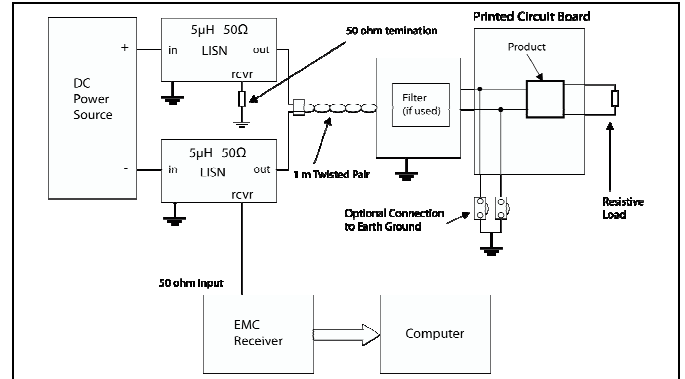 Printed Circuit Board
5μH 50Ω
LISN
+
in
out
rcvr
50 ohm temination
Product
DC
Power
Source
Filter
(if used)
5μH 50Ω
LISN
-
in
out
rcvr
1 m Twisted Pair
Optional Connection
to Earth Ground
Resistive
Load
50 ohm Input
EMC
Receiver
Computer